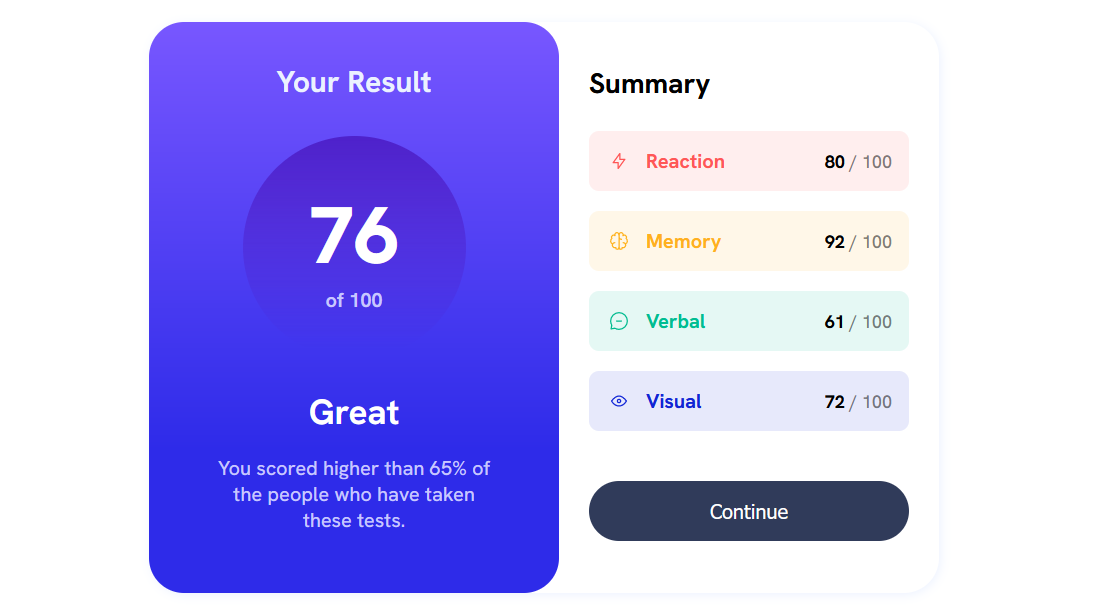 Your Result
76
of 100
Great
You scored higher than 65% of
the people who have taken
these tests.
Summary
Reaction 80 / 100
Memory 92 / 100
Verbal 61 / 100
Visual 72 / 100
Continue